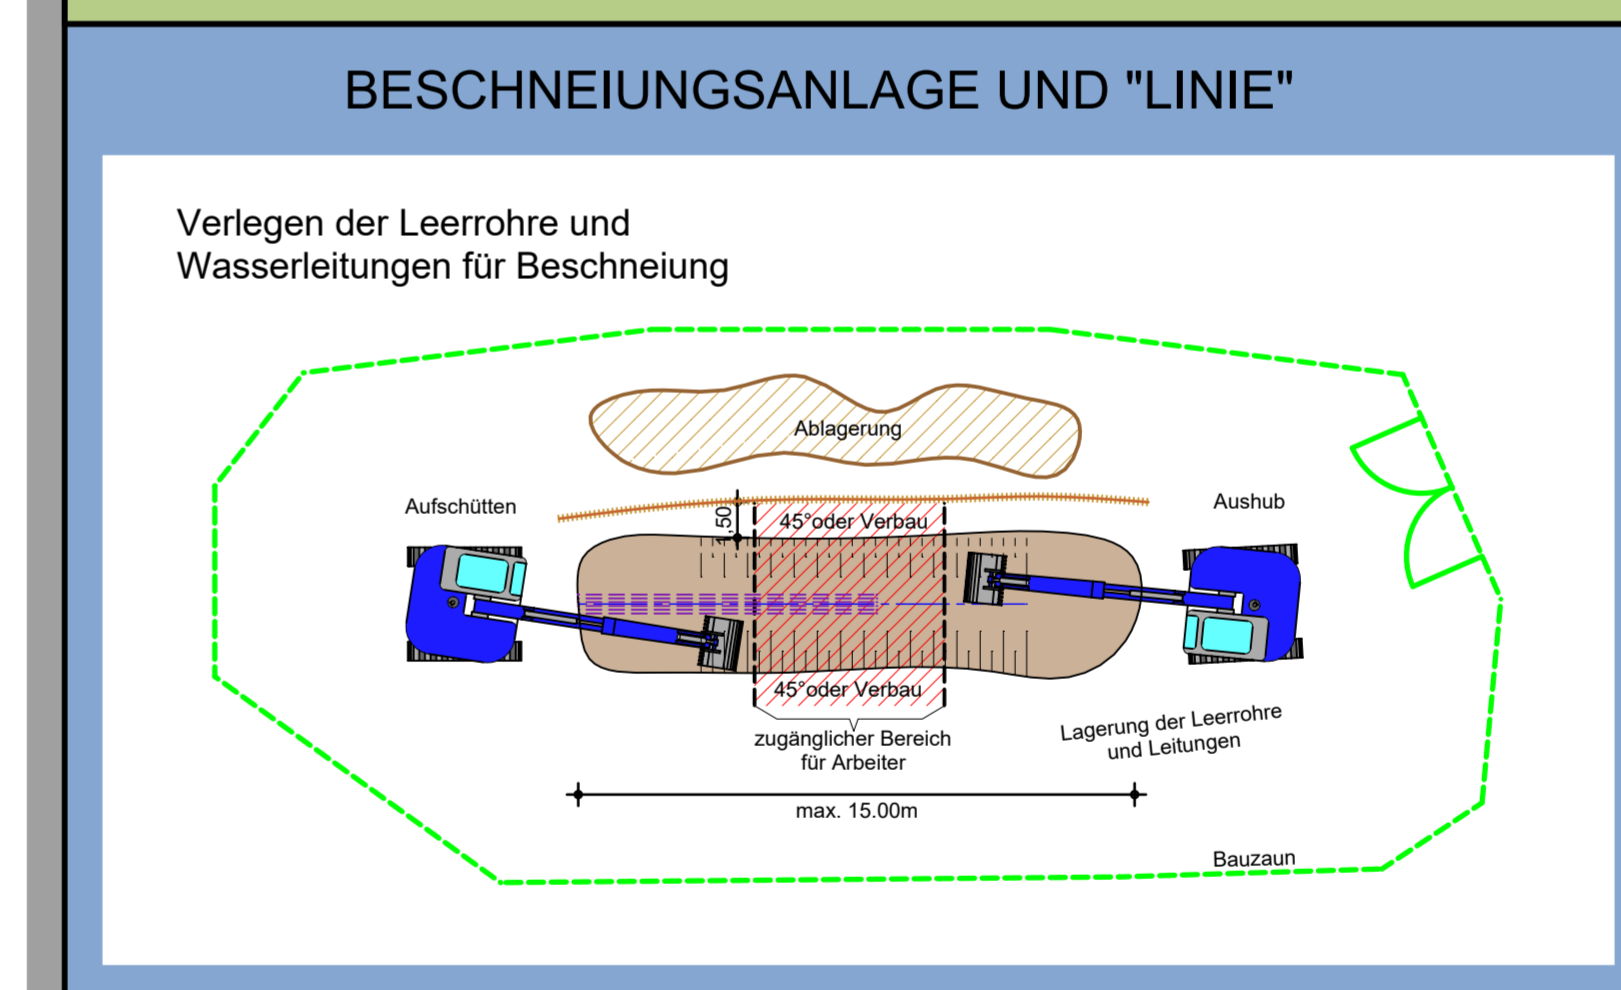 BESCHNEIUNGSANLAGE UND "LINIE"
Verlegen der Leerrohre und
Wasserleitungen für Beschneiung
Ablagerung
Aufschütten
Aushub
1,50
45°oder Verbau
45°oder Verbau
zugänglicher Bereich
für Arbeiter
Lagerung der Leerrohre
und Leitungen
max. 15.00m
Bauzaun